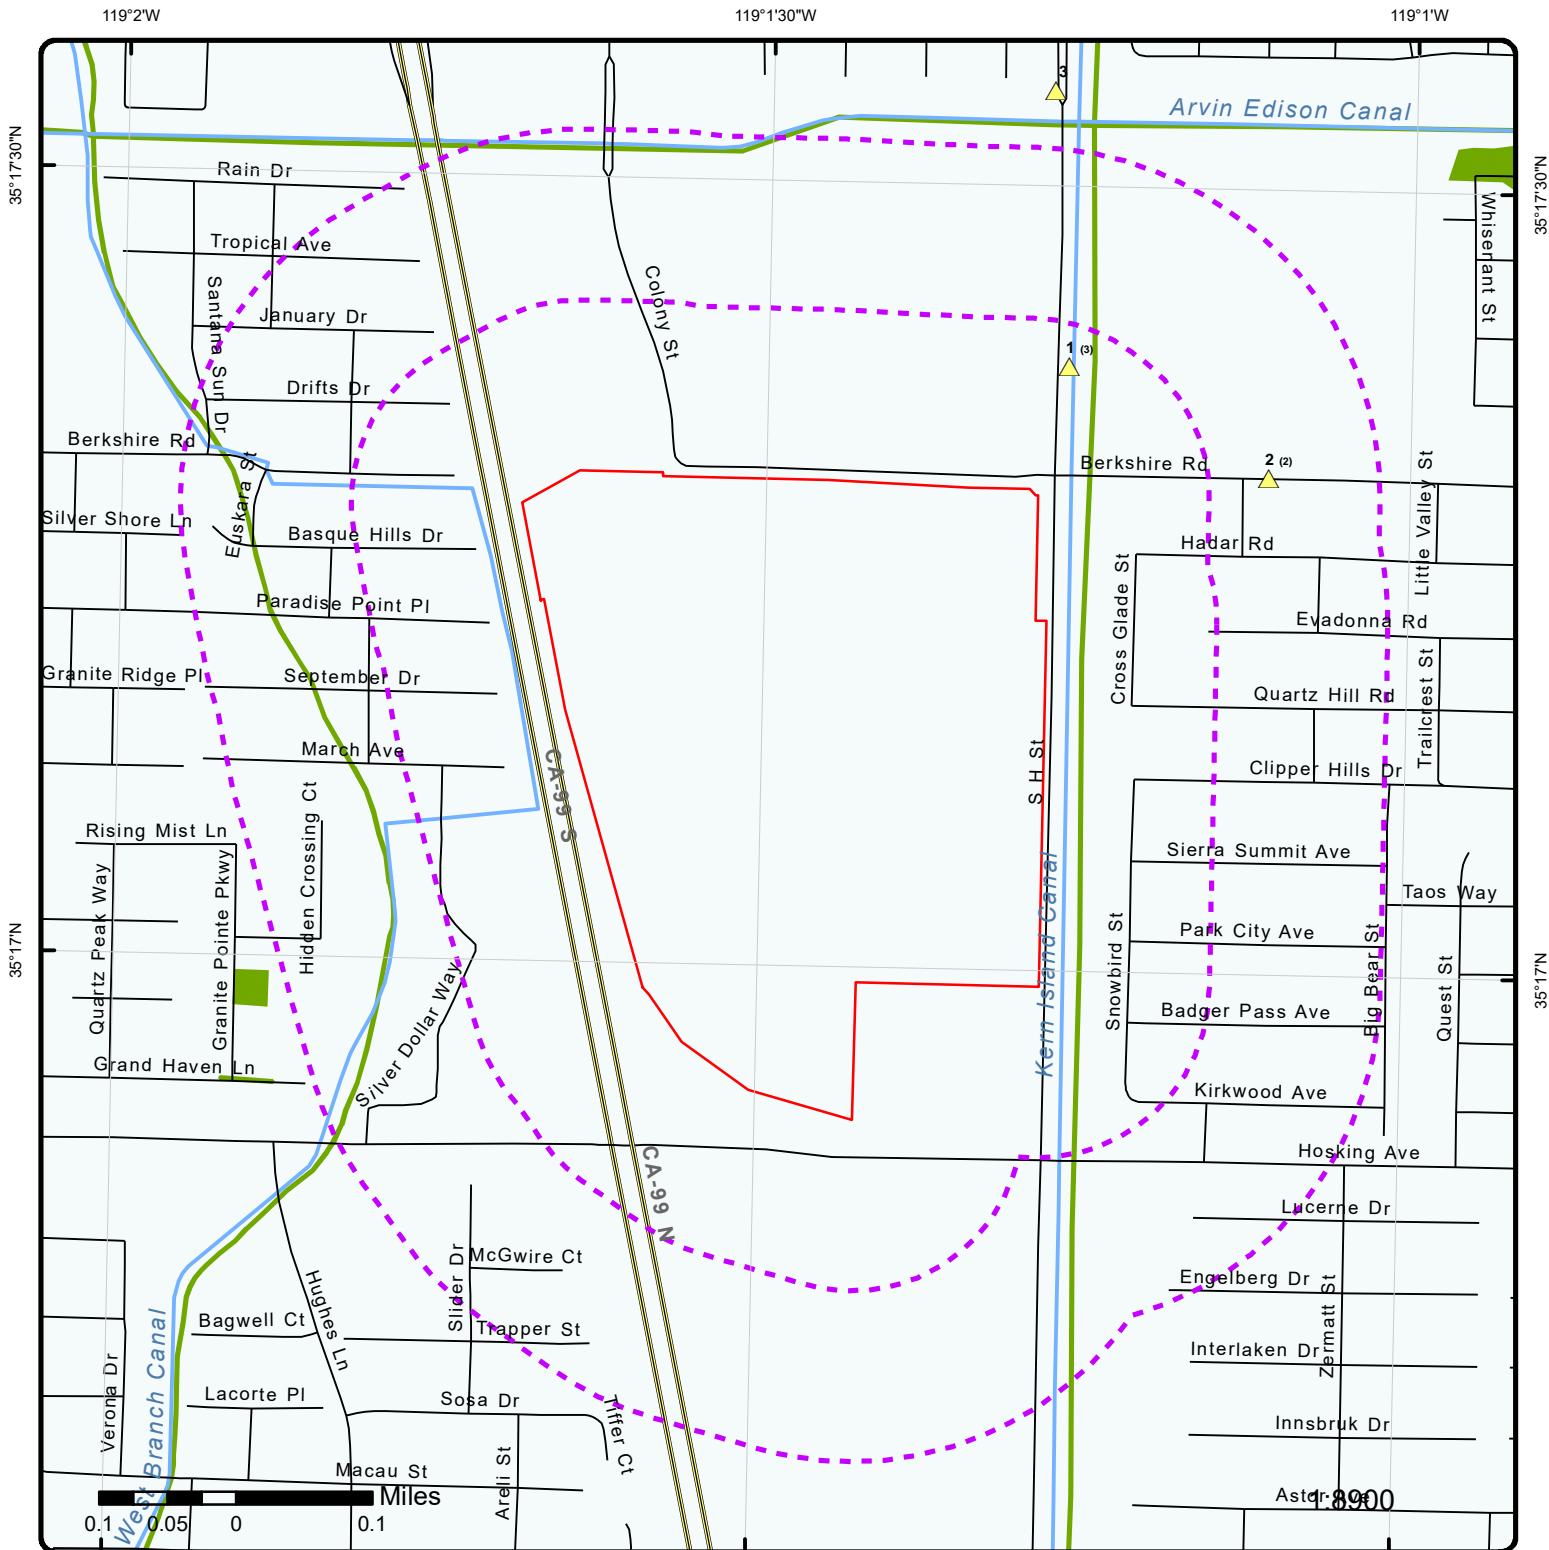 119°2'W
119°1'30"W
119°1'W
35°17'30"N
35°17'30"N
35°17'N
35°17'N
3
Arvin Edison Canal
Rain Dr
Whisenant St
Tropical Ave
Santana Sun Dr
Colony St
January Dr
1 (3)
Drifts Dr
Berkshire Rd
Berkshire Rd
2 (2)
Little Valley St
Euskara St
Silver Shore Ln
Basque Hills Dr
Hadar Rd
Cross Glade St
Paradise Point Pl
Evadonna Rd
Granite Ridge Pl
September Dr
Trailcrest St
Quartz Hill Rd
March Ave
CA-99 S
S H St
Clipper Hills Dr
Hidden Crossing Ct
Rising Mist Ln
Granite Pointe Pkwy
Quartz Peak Way
Sierra Summit Ave
Taos Way
Kern Island Canal
Snowbird St
Park City Ave
Big Bear St
Quest St
Silver Dollar Way
Badger Pass Ave
Grand Haven Ln
Kirkwood Ave
CA-99 N
Hosking Ave
Lucerne Dr
McGwire Ct
Slider Dr
Hughes Ln
Engelberg Dr
Zermatt St
Bagwell Ct
Trapper St
West Branch Canal
Verona Dr
Interlaken Dr
Lacorte Pl
Sosa Dr
Tiffer Ct
Innsbruk Dr
Macau St
Areli St
Astor Ave
1:8900
Miles
0.1 0.05 0 0.1